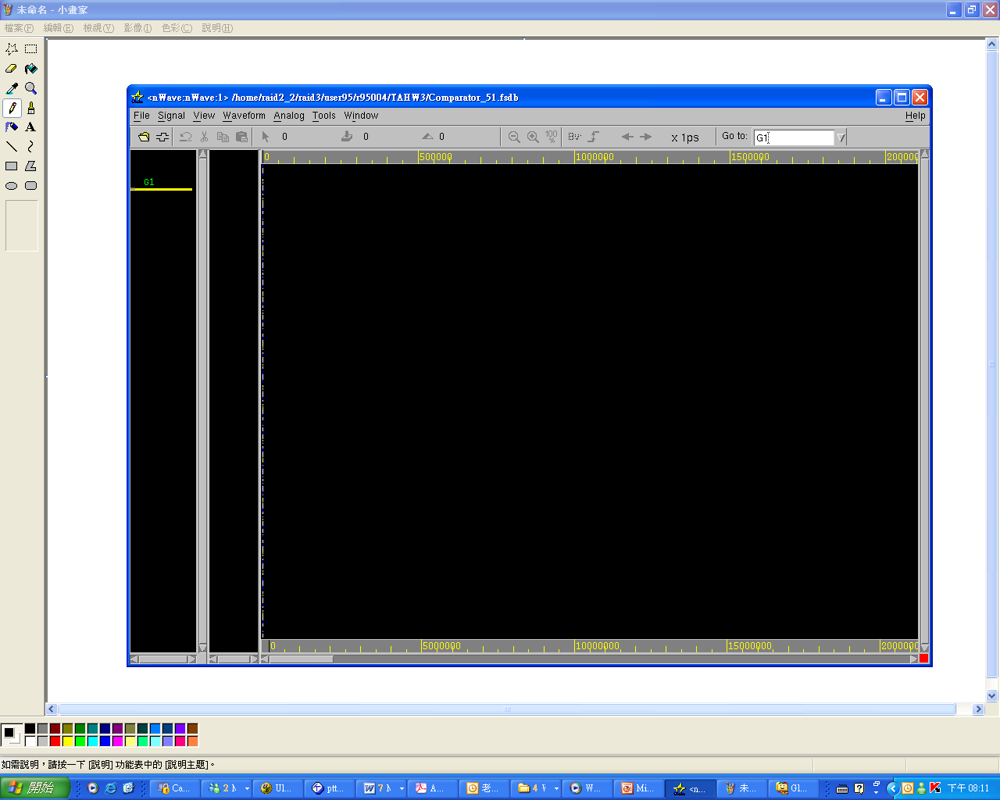 未命名 - 小畫家
檔案(F) 編輯(E) 檢視(V) 影像(I) 色彩(C) 說明(H)
<nWave:nWave:1> /home/raid2_2/raid3/user95/r95004/TAHW3/Comparator_51.fsdb
File Signal View Waveform Analog Tools Window Help
0 0 0 100 % x 1ps Go to: G1
0 500000 1000000 1500000 200000
G1
0 5000000 10000000 15000000 2000000
如需說明，請按一下 [說明] 功能表中的 [說明主題]。
開始 Ca... 2 Ul... ptt... 7 A... 老... 4 W... Mi... <n... 未... Gl... 下午 08:11